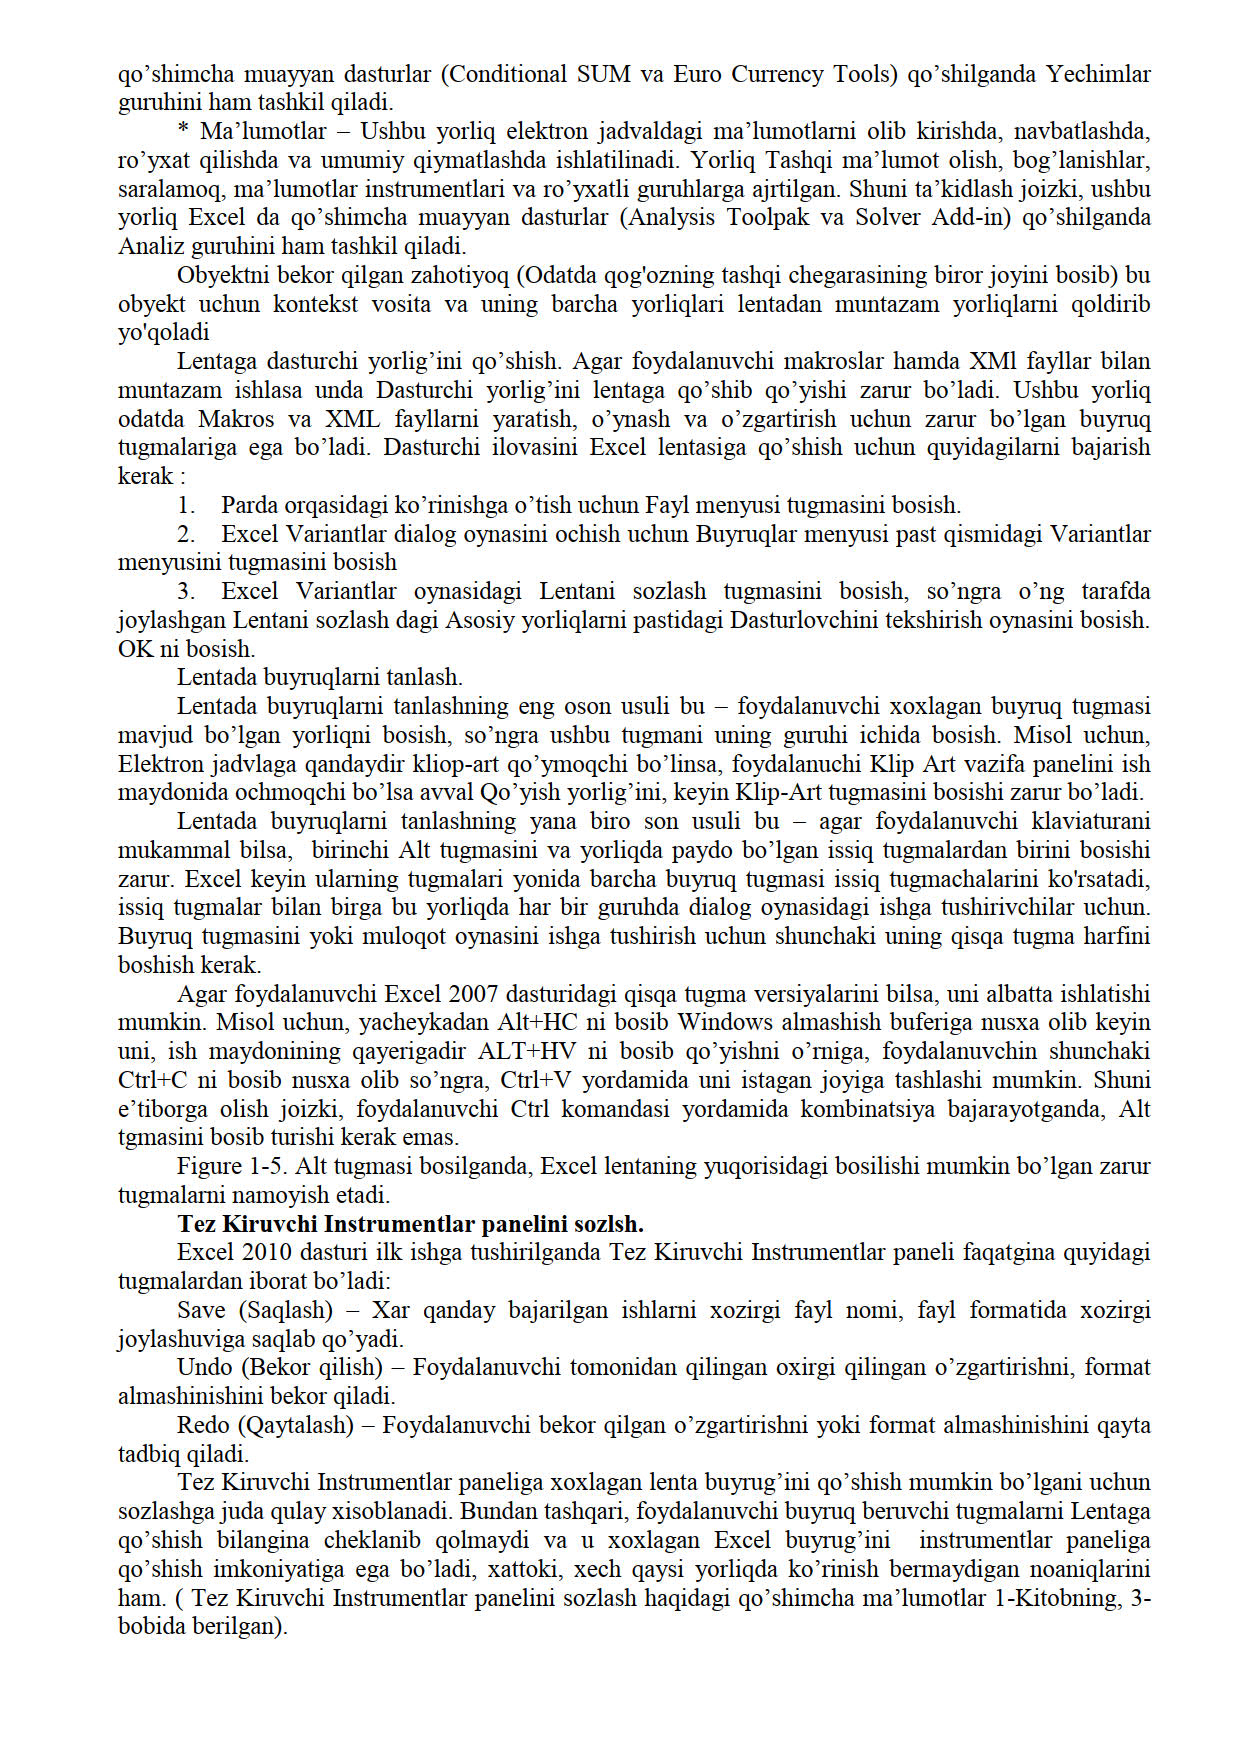 qo’shimcha muayyan dasturlar (Conditional SUM va Euro Currency Tools) qo’shilganda Yechimlar
guruhini ham tashkil qiladi.
* Ma’lumotlar – Ushbu yorliq elektron jadvaldagi ma’lumotlarni olib kirishda, navbatlashda,
ro’yxat qilishda va umumiy qiymatlashda ishlatilinadi. Yorliq Tashqi ma’lumot olish, bog’lanishlar,
saralamoq, ma’lumotlar instrumentlari va ro’yxatli guruhlarga ajrtilgan. Shuni ta’kidlash joizki, ushbu
yorliq Excel da qo’shimcha muayyan dasturlar (Analysis Toolpak va Solver Add-in) qo’shilganda
Analiz guruhini ham tashkil qiladi.
Obyektni bekor qilgan zahotiyoq (Odatda qog'ozning tashqi chegarasining biror joyini bosib) bu
obyekt uchun kontekst vosita va uning barcha yorliqlari lentadan muntazam yorliqlarni qoldirib
yo'qoladi
Lentaga dasturchi yorlig’ini qo’shish. Agar foydalanuvchi makroslar hamda XMl fayllar bilan
muntazam ishlasa unda Dasturchi yorlig’ini lentaga qo’shib qo’yishi zarur bo’ladi. Ushbu yorliq
odatda Makros va XML fayllarni yaratish, o’ynash va o’zgartirish uchun zarur bo’lgan buyruq
tugmalariga ega bo’ladi. Dasturchi ilovasini Excel lentasiga qo’shish uchun quyidagilarni bajarish
kerak :
1. Parda orqasidagi ko’rinishga o’tish uchun Fayl menyusi tugmasini bosish.
2. Excel Variantlar dialog oynasini ochish uchun Buyruqlar menyusi past qismidagi Variantlar
menyusini tugmasini bosish
3. Excel Variantlar oynasidagi Lentani sozlash tugmasini bosish, so’ngra o’ng tarafda
joylashgan Lentani sozlash dagi Asosiy yorliqlarni pastidagi Dasturlovchini tekshirish oynasini bosish.
OK ni bosish.
Lentada buyruqlarni tanlash.
Lentada buyruqlarni tanlashning eng oson usuli bu – foydalanuvchi xoxlagan buyruq tugmasi
mavjud bo’lgan yorliqni bosish, so’ngra ushbu tugmani uning guruhi ichida bosish. Misol uchun,
Elektron jadvlaga qandaydir kliop-art qo’ymoqchi bo’linsa, foydalanuchi Klip Art vazifa panelini ish
maydonida ochmoqchi bo’lsa avval Qo’yish yorlig’ini, keyin Klip-Art tugmasini bosishi zarur bo’ladi.
Lentada buyruqlarni tanlashning yana biro son usuli bu – agar foydalanuvchi klaviaturani
mukammal bilsa, birinchi Alt tugmasini va yorliqda paydo bo’lgan issiq tugmalardan birini bosishi
zarur. Excel keyin ularning tugmalari yonida barcha buyruq tugmasi issiq tugmachalarini ko'rsatadi,
issiq tugmalar bilan birga bu yorliqda har bir guruhda dialog oynasidagi ishga tushirivchilar uchun.
Buyruq tugmasini yoki muloqot oynasini ishga tushirish uchun shunchaki uning qisqa tugma harfini
boshish kerak.
Agar foydalanuvchi Excel 2007 dasturidagi qisqa tugma versiyalarini bilsa, uni albatta ishlatishi
mumkin. Misol uchun, yacheykadan Alt+HC ni bosib Windows almashish buferiga nusxa olib keyin
uni, ish maydonining qayerigadir ALT+HV ni bosib qo’yishni o’rniga, foydalanuvchin shunchaki
Ctrl+C ni bosib nusxa olib so’ngra, Ctrl+V yordamida uni istagan joyiga tashlashi mumkin. Shuni
e’tiborga olish joizki, foydalanuvchi Ctrl komandasi yordamida kombinatsiya bajarayotganda, Alt
tgmasini bosib turishi kerak emas.
Figure 1-5. Alt tugmasi bosilganda, Excel lentaning yuqorisidagi bosilishi mumkin bo’lgan zarur
tugmalarni namoyish etadi.
Tez Kiruvchi Instrumentlar panelini sozlsh.
Excel 2010 dasturi ilk ishga tushirilganda Tez Kiruvchi Instrumentlar paneli faqatgina quyidagi
tugmalardan iborat bo’ladi:
Save (Saqlash) – Xar qanday bajarilgan ishlarni xozirgi fayl nomi, fayl formatida xozirgi
joylashuviga saqlab qo’yadi.
Undo (Bekor qilish) – Foydalanuvchi tomonidan qilingan oxirgi qilingan o’zgartirishni, format
almashinishini bekor qiladi.
Redo (Qaytalash) – Foydalanuvchi bekor qilgan o’zgartirishni yoki format almashinishini qayta
tadbiq qiladi.
Tez Kiruvchi Instrumentlar paneliga xoxlagan lenta buyrug’ini qo’shish mumkin bo’lgani uchun
sozlashga juda qulay xisoblanadi. Bundan tashqari, foydalanuvchi buyruq beruvchi tugmalarni Lentaga
qo’shish bilangina cheklanib qolmaydi va u xoxlagan Excel buyrug’ini instrumentlar paneliga
qo’shish imkoniyatiga ega bo’ladi, xattoki, xech qaysi yorliqda ko’rinish bermaydigan noaniqlarini
ham. ( Tez Kiruvchi Instrumentlar panelini sozlash haqidagi qo’shimcha ma’lumotlar 1-Kitobning, 3-
bobida berilgan).